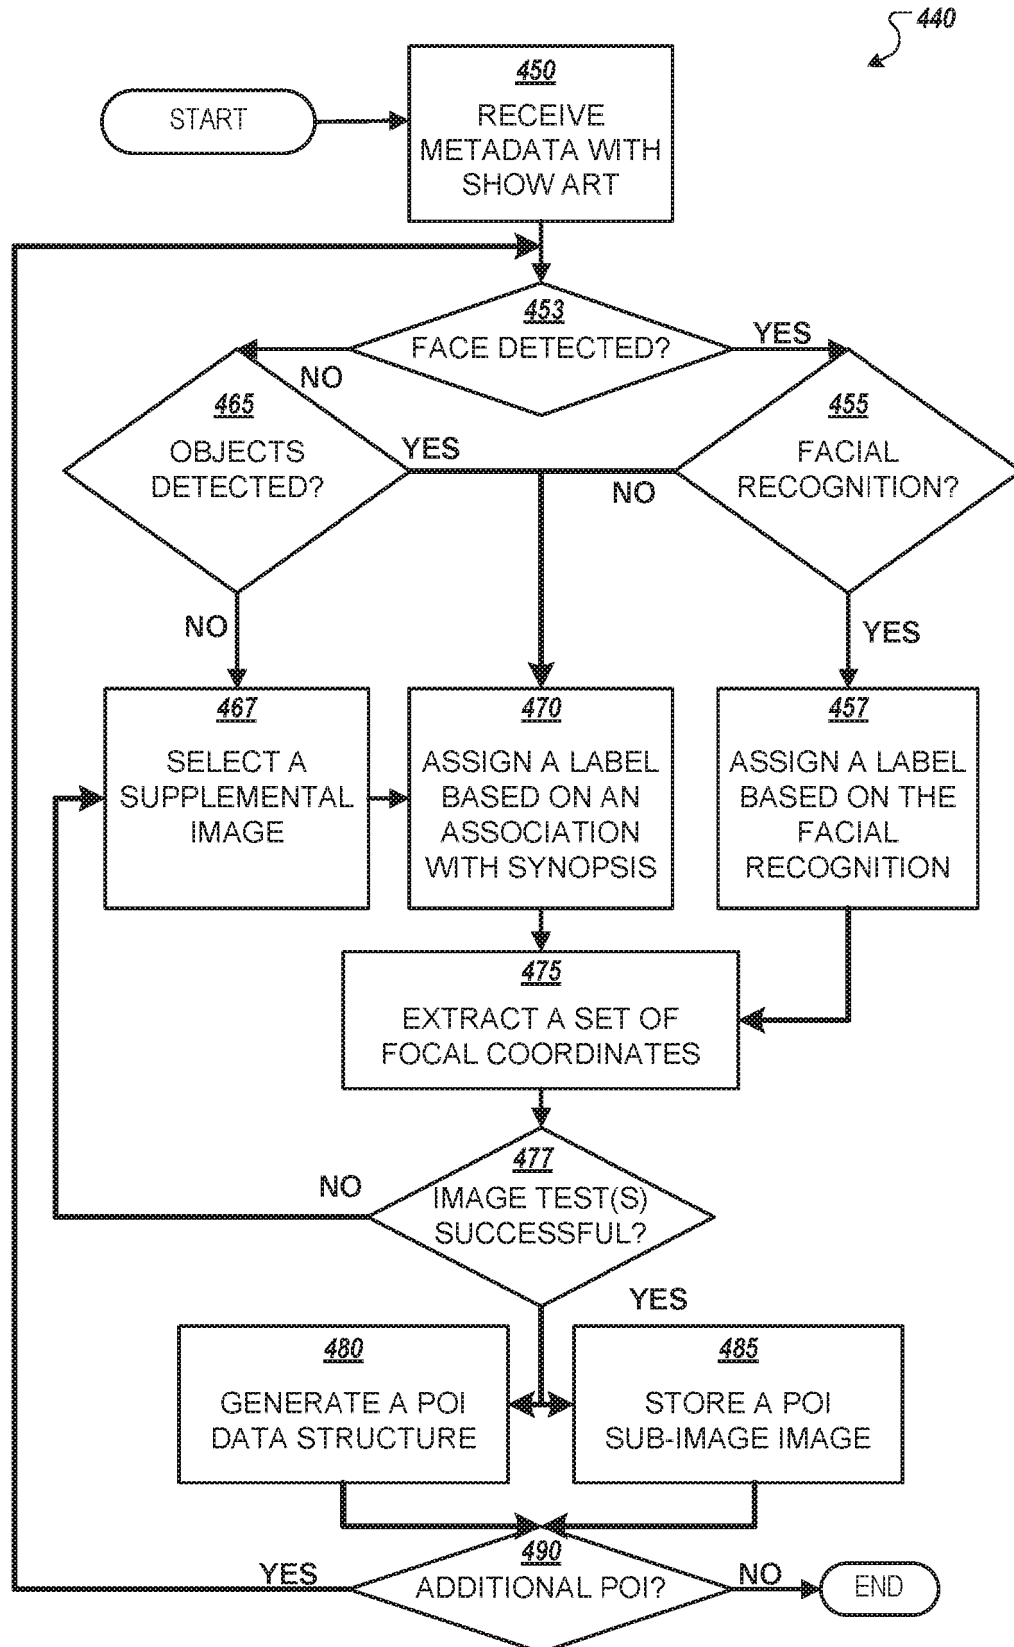 440
START
450
RECEIVE
METADATA WITH
SHOW ART
453
FACE DETECTED?
YES
NO
465
OBJECTS
DETECTED?
YES
455
FACIAL
RECOGNITION?
NO
NO
YES
467
SELECT A
SUPPLEMENTAL
IMAGE
470
ASSIGN A LABEL
BASED ON AN
ASSOCIATION
WITH SYNOPSIS
457
ASSIGN A LABEL
BASED ON THE
FACIAL
RECOGNITION
475
EXTRACT A SET OF
FOCAL COORDINATES
477
IMAGE TEST(S)
SUCCESSFUL?
NO
YES
480
GENERATE A POI
DATA STRUCTURE
485
STORE A POI
SUB-IMAGE IMAGE
490
ADDITIONAL POI?
YES
NO
END